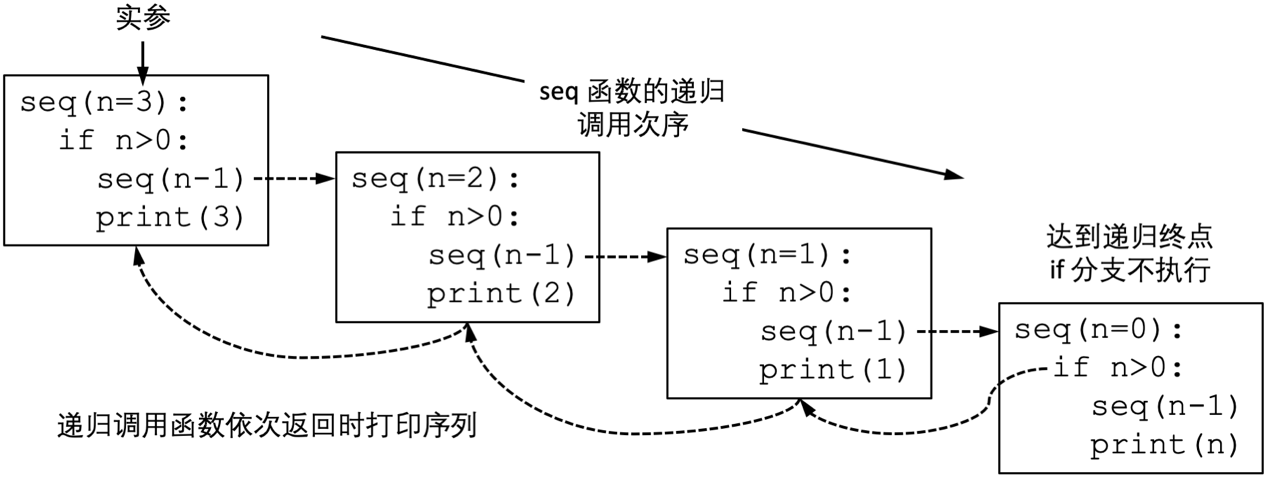 实参
seq(n=3):
if n>0:
seq(n-1)
print(3)
seq 函数的递归
调用次序
seq(n=2):
if n>0:
seq(n-1)
print(2)
seq(n=1):
if n>0:
seq(n-1)
print(1)
达到递归终点
if 分支不执行
seq(n=0):
if n>0:
seq(n-1)
print(n)
递归调用函数依次返回时打印序列